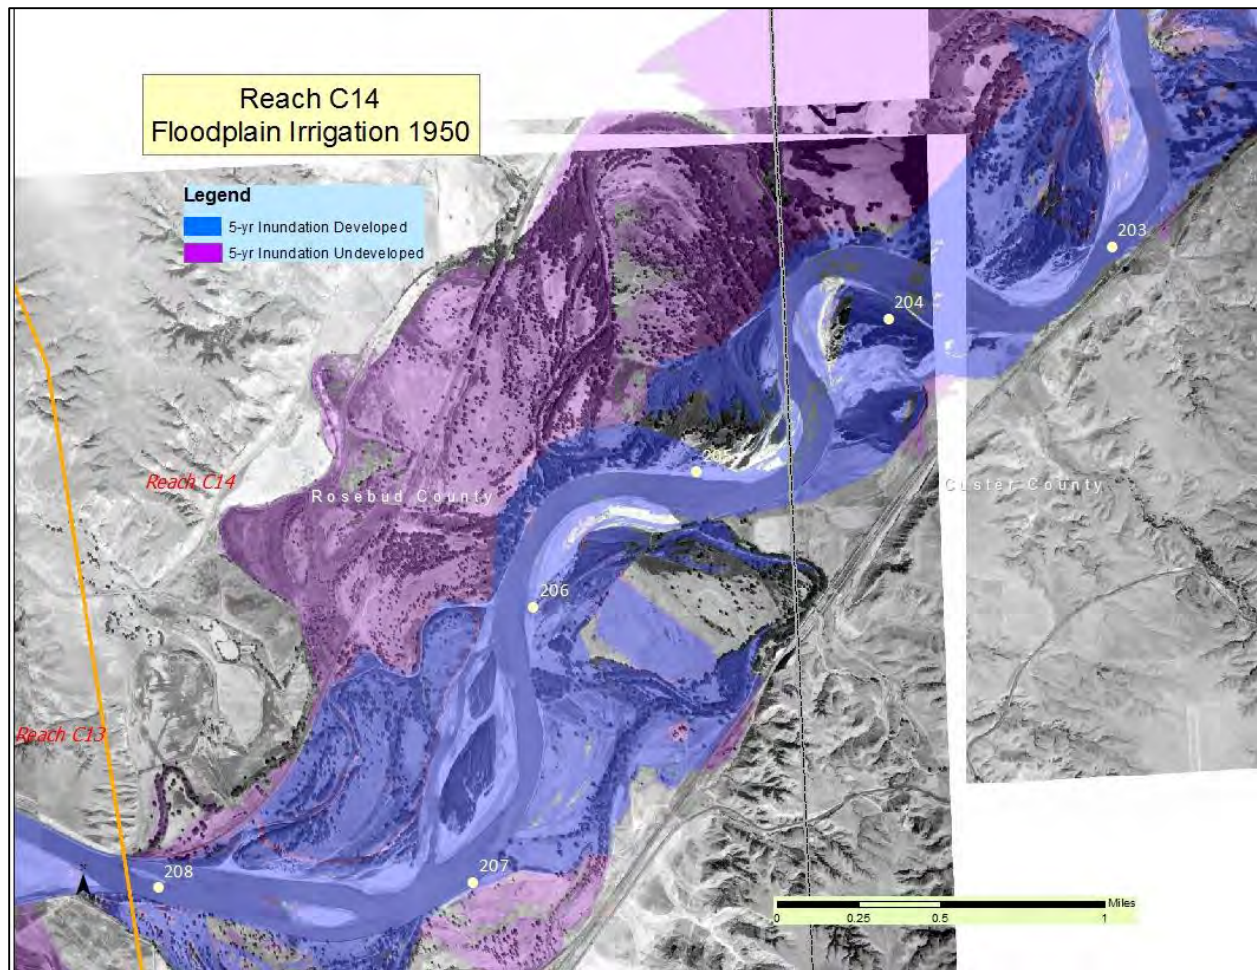 Reach C14
Floodplain Irrigation 1950
Legend
5-yr Inundation Developed
5-yr Inundation Undeveloped
203
204
205
Reach C14
Rosebud County
Custer County
206
Reach C13
207
208
Miles
0 0.25 0.5 1